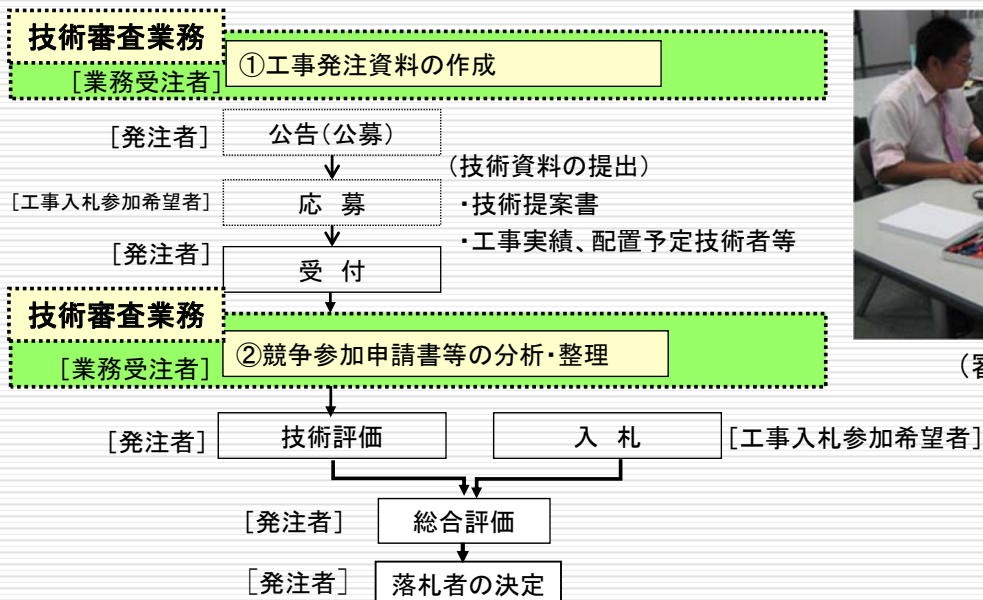 技術審査業務
[業務受注者]
①工事発注資料の作成
[発注者]
公告(公募)
(技術資料の提出)
[工事入札参加希望者]
応 募
・技術提案書
・工事実績、配置予定技術者等
[発注者]
受 付
技術審査業務
[業務受注者]
②競争参加申請書等の分析・整理
(審
[発注者]
技術評価
入 札
[工事入札参加希望者]
[発注者]
総合評価
[発注者]
落札者の決定